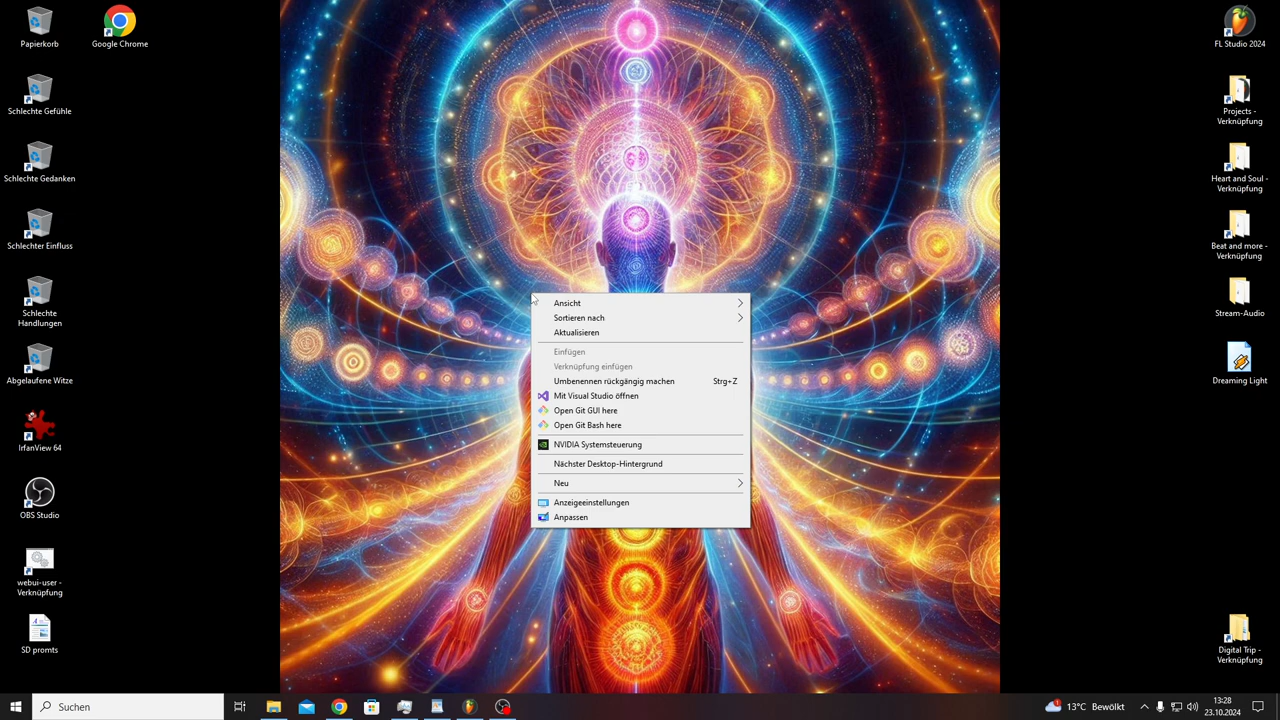 Papierkorb
Google Chrome
Schlechte Gefühle
Schlechte Gedanken
Schlechter Einfluss
Schlechte
Handlungen
Abgelaufene Witze
IrfanView 64
OBS Studio
webui-user -
Verknüpfung
SD promts
Ansicht
Sortieren nach
Aktualisieren
Einfügen
Verknüpfung einfügen
Umbenennen rückgängig machen Strg+Z
Mit Visual Studio öffnen
Open Git GUI here
Open Git Bash here
NVIDIA Systemsteuerung
Nächster Desktop-Hintergrund
Neu
Anzeigeeinstellungen
Anpassen
FL Studio 2024
Projects -
Verknüpfung
Heart and Soul -
Verknüpfung
Beat and more -
Verknüpfung
Stream-Audio
Dreaming Light
Digital Trip -
Verknüpfung
Suchen
13°C Bewölkt
13:28
23.10.2024